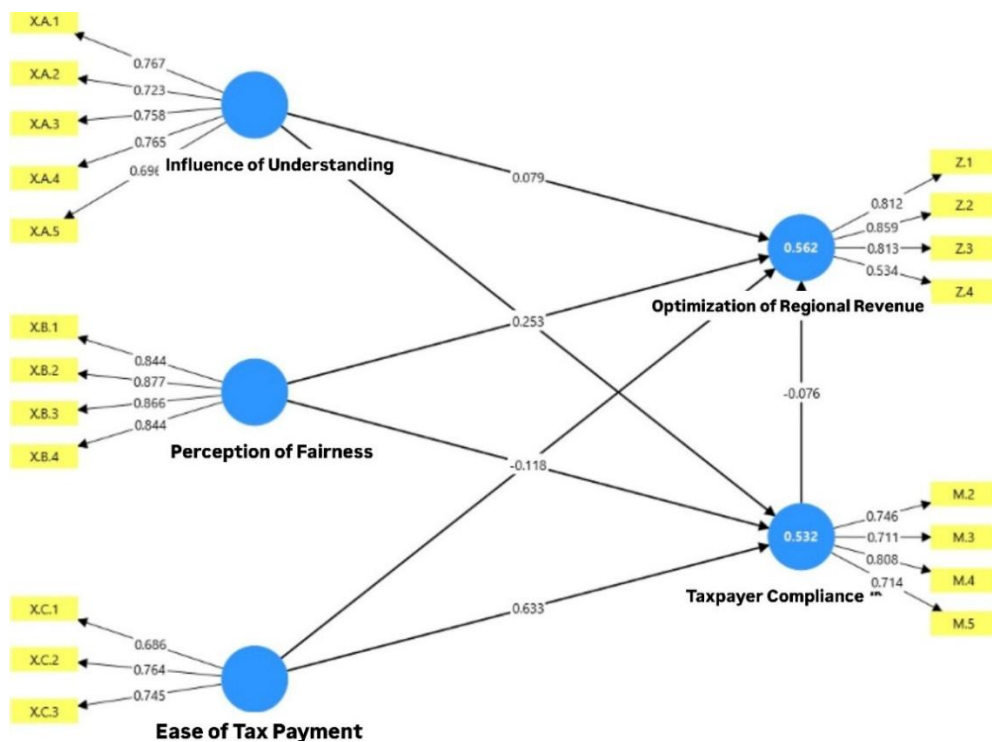 X.A.1
0.767
X.A.2
0.723
X.A.3
0.758
0.765
X.A.4
0.696
X.A.5
Influence of Understanding
0.079
Z.1
0.812
Z.2
0.859
0.562
0.813
Z.3
0.534
Z.4
Optimization of Regional Revenue
X.B.1
0.844
X.B.2
0.877
X.B.3
0.866
0.844
X.B.4
Perception of Fairness
0.253
-0.118
-0.076
M.2
0.746
0.532
0.711
M.3
0.808
M.4
0.714
M.5
Taxpayer Compliance
X.C.1
0.686
X.C.2
0.764
0.745
X.C.3
Ease of Tax Payment
0.633